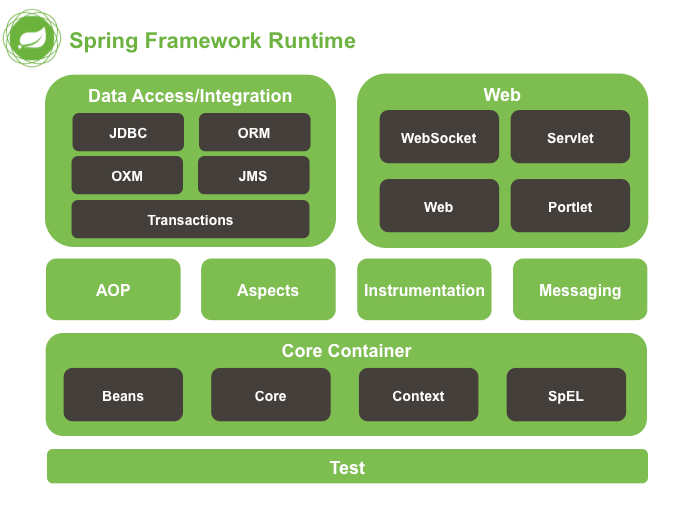 Spring Framework Runtime
Data Access/Integration
JDBC
ORM
OXM
JMS
Transactions
Web
WebSocket
Servlet
Web
Portlet
AOP
Aspects
Instrumentation
Messaging
Core Container
Beans
Core
Context
SpEL
Test